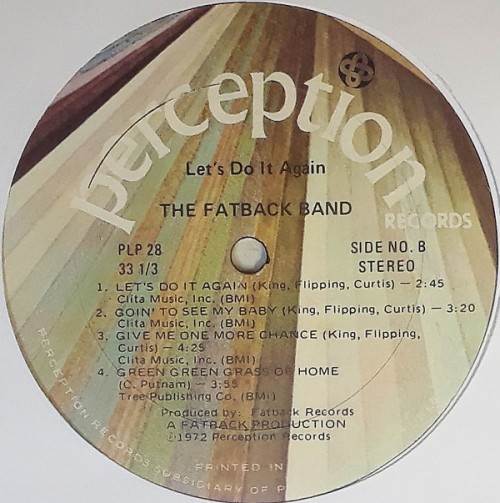 perception
RECORDS
Let's Do It Again
THE FATBACK BAND
PLP 28
SIDE NO. B
33 1/3
STEREO
1. LET'S DO IT AGAIN (King, Flipping, Curtis) — 2:45
Clita Music, Inc. (BMI)
2. GOIN' TO SEE MY BABY (King, Flipping, Curtis) — 3:20
Clita Music, Inc. (BMI)
3. GIVE ME ONE MORE CHANCE (King, Flipping,
Curtis) — 4:25
Clita Music, Inc. (BMI)
4. GREEN GREEN GRASS OF HOME
(C. Putnam) — 3:55
Tree Publishing Co. (BMI)
Produced by: Fatback Records
A FATBACK PRODUCTION
℗1972 Perception Records
PERCEPTION RECORDS SUBSIDIARY OF P
PRINTED IN